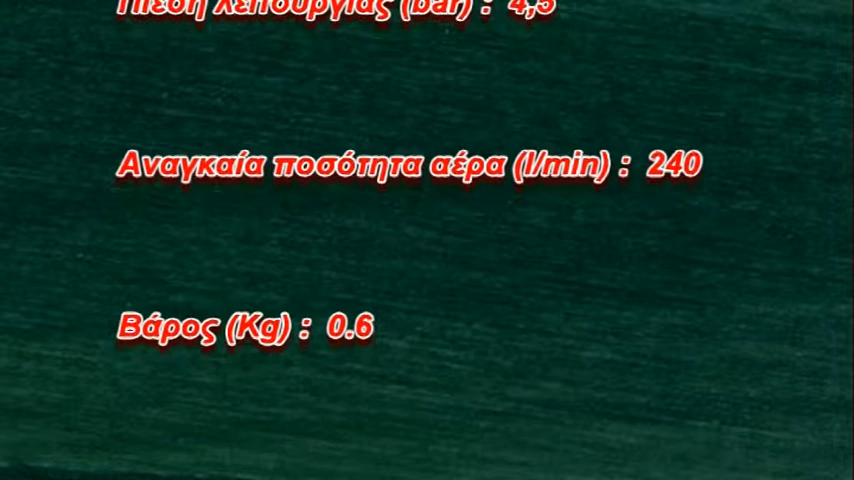 Πίεση λειτουργίας (bar) : 4,5
Αναγκαία ποσότητα αέρα (l/min) : 240
Βάρος (Kg) : 0.6